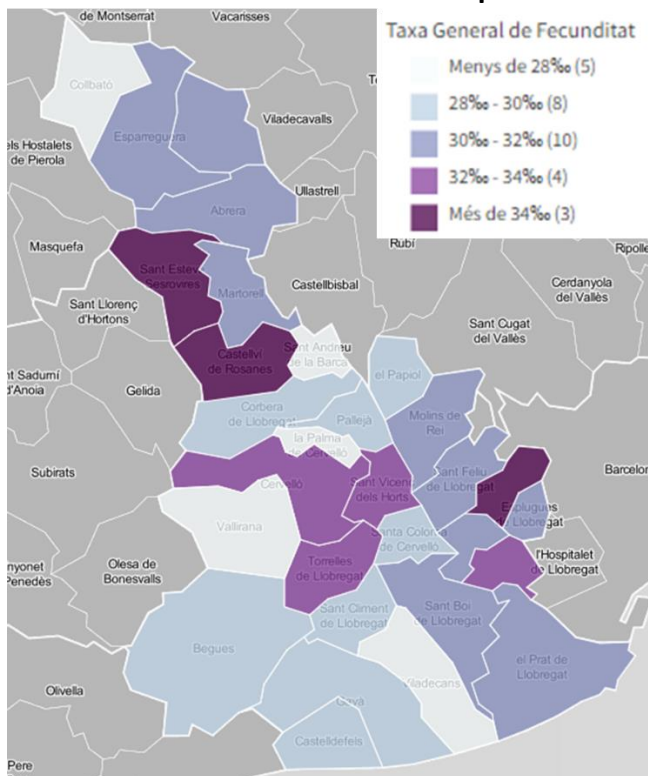 de Montserrat
Vacarisses
Taxa General de Fecunditat
Menys de 28‰ (5)
28‰ - 30‰ (8)
30‰ - 32‰ (10)
32‰ - 34‰ (4)
Més de 34‰ (3)
Collbató
Esparreguera
Viladecavalls
els Hostalets
de Pierola
Ullastrell
Abrera
Masquefa
Rubí
Ripolle
Sant Esteve
Sesrovires
Martorell
Castellbisbal
Cerdanyola
del Vallès
Sant Llorenç
d'Hortons
Sant Cugat
del Vallès
Castellví
de Rosanes
Sant Andreu
de la Barca
nt Sadurní
d'Anoia
Gelida
el Papiol
Corbera
de Llobregat
Pallejà
Molins de
Rei
la Palma
de Cervelló
Subirats
Cervelló
Sant Vicenç
dels Horts
Sant Feliu
de Llobregat
Barcelon
Esplugues
de Llobregat
Vallirana
Santa Coloma
de Cervelló
nyonet
Penedès
Olesa de
Bonesvalls
Torrelles
de Llobregat
l'Hospitalet
de Llobregat
Sant Climent
de Llobregat
Sant Boi
de Llobregat
Begues
el Prat de
Llobregat
Olivella
Viladecans
Gavà
Castelldefels
Pere